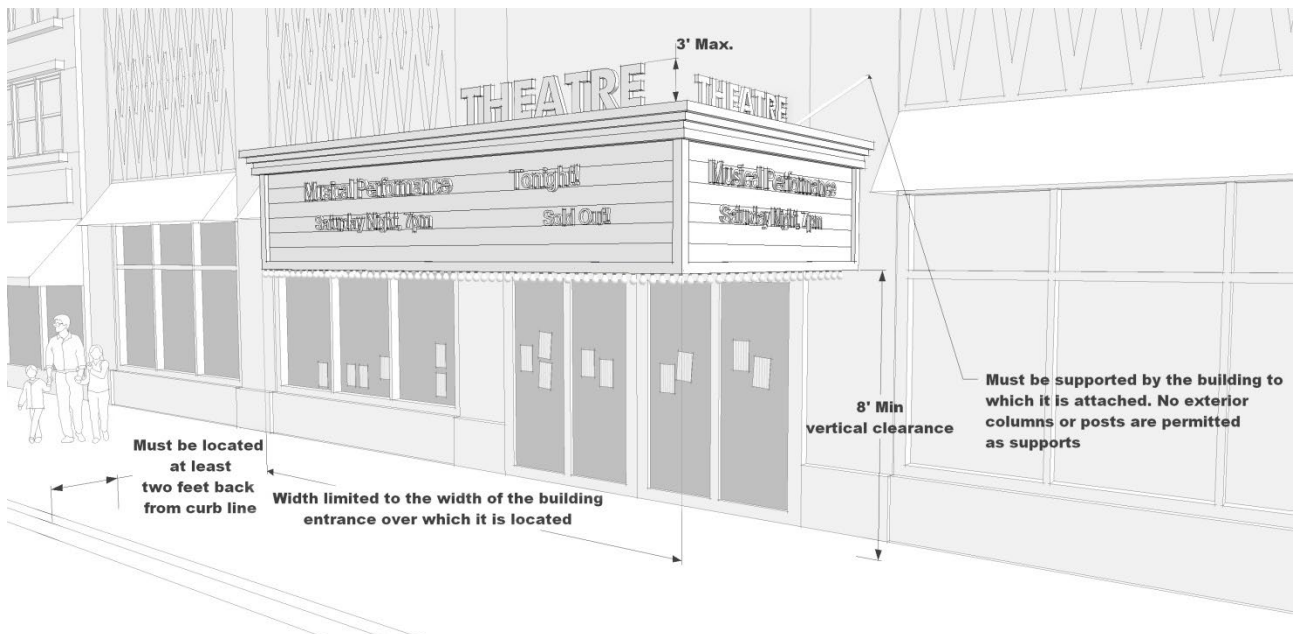 3' Max.
THEATRE
THEATRE
Musical Performance Tonight!
Saturday Night, 7pm Sold Out!
Musical Performance
Saturday Night, 7pm
Must be located
at least
two feet back
from curb line
Width limited to the width of the building
entrance over which it is located
8' Min
vertical clearance
Must be supported by the building to
which it is attached. No exterior
columns or posts are permitted
as supports